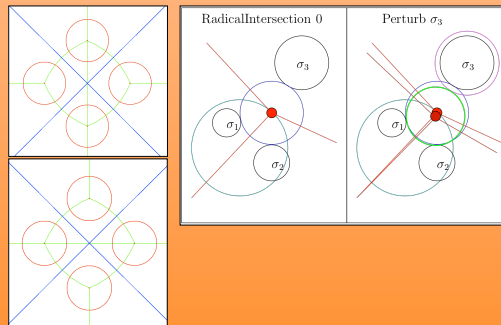 RadicalIntersection 0
Perturb σ₃
σ₃
σ₁
σ₂
σ₃
σ₁
σ₂